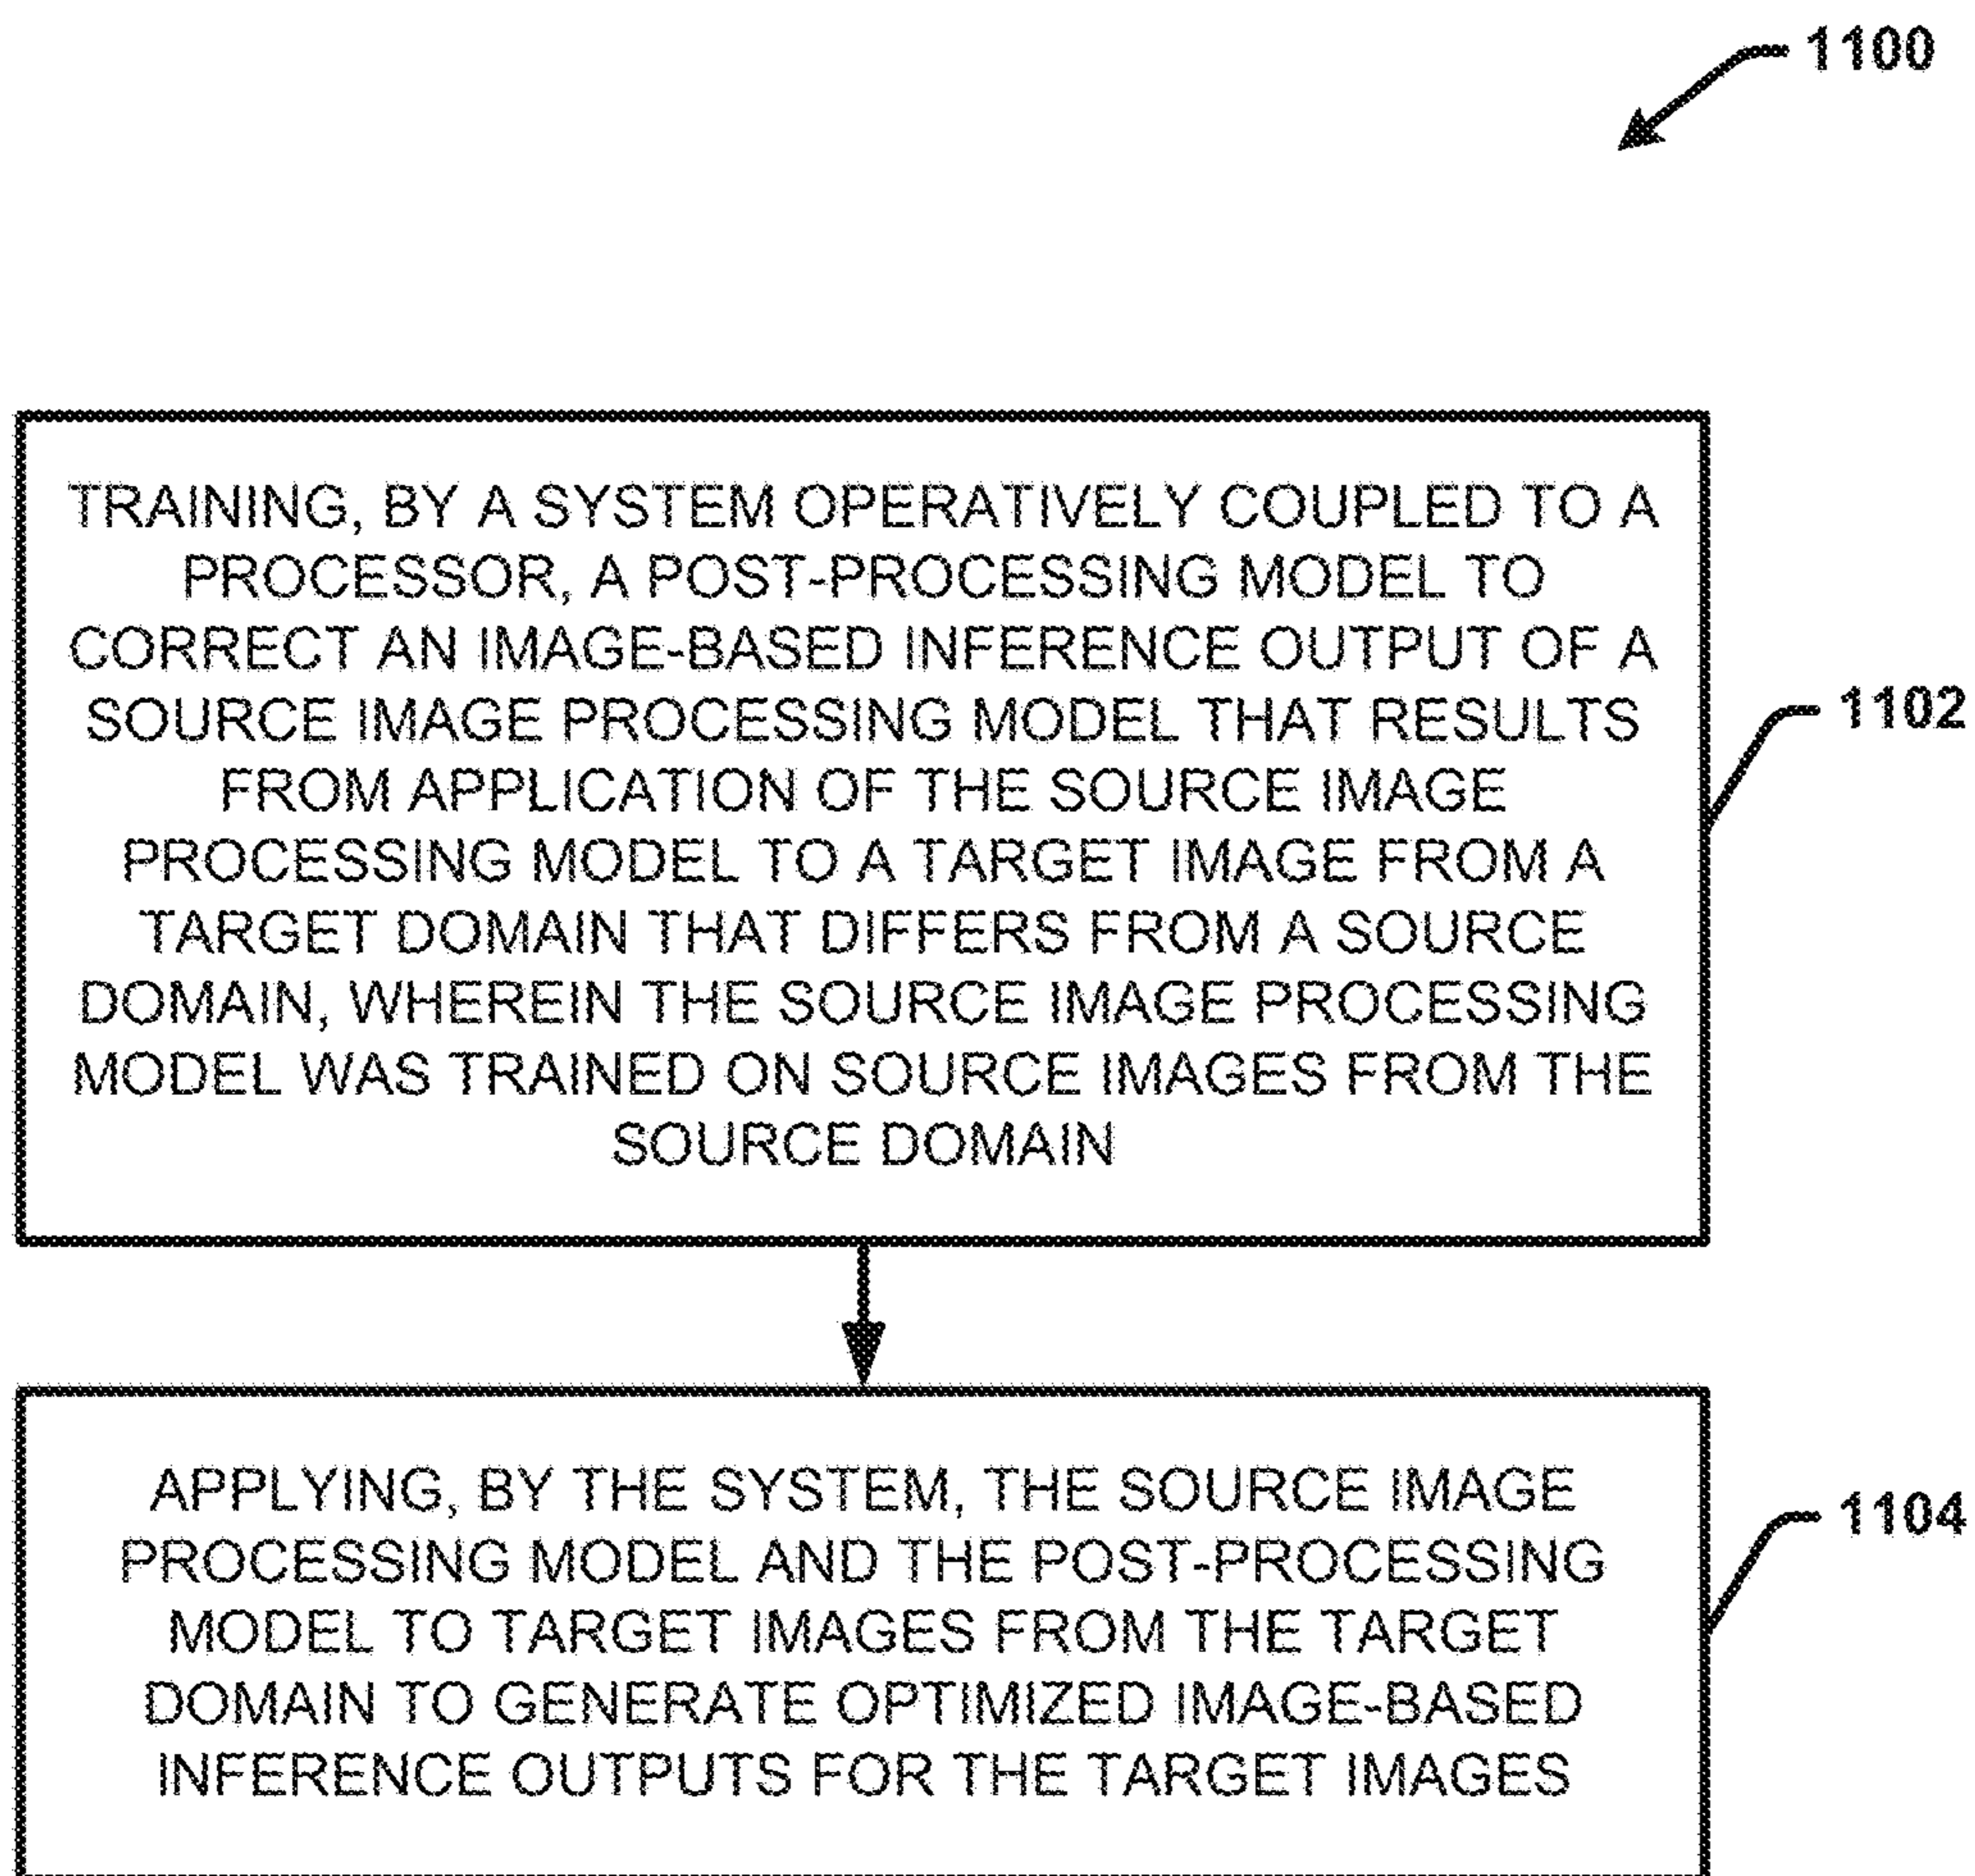 1100
TRAINING, BY A SYSTEM OPERATIVELY COUPLED TO A
PROCESSOR, A POST-PROCESSING MODEL TO
CORRECT AN IMAGE-BASED INFERENCE OUTPUT OF A
SOURCE IMAGE PROCESSING MODEL THAT RESULTS
FROM APPLICATION OF THE SOURCE IMAGE
PROCESSING MODEL TO A TARGET IMAGE FROM A
TARGET DOMAIN THAT DIFFERS FROM A SOURCE
DOMAIN, WHEREIN THE SOURCE IMAGE PROCESSING
MODEL WAS TRAINED ON SOURCE IMAGES FROM THE
SOURCE DOMAIN
1102
APPLYING, BY THE SYSTEM, THE SOURCE IMAGE
PROCESSING MODEL AND THE POST-PROCESSING
MODEL TO TARGET IMAGES FROM THE TARGET
DOMAIN TO GENERATE OPTIMIZED IMAGE-BASED
INFERENCE OUTPUTS FOR THE TARGET IMAGES
1104